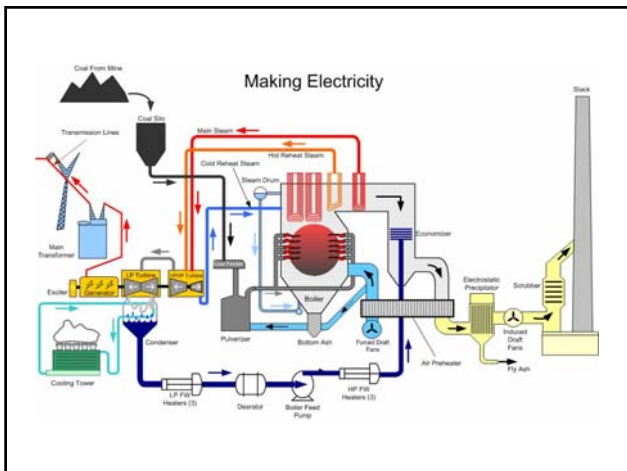 Making Electricity
Coal From Mine
Stack
Coal Silo
Transmission Lines
Main Steam
Hot Reheat Steam
Cold Reheat Steam
Steam Drum
Economizer
Main
Transformer
Electrostatic
Precipitator
Scrubber
Coal Feeder
LP Turbine
HP/IP Turbine
Exciter
Generator
Boiler
Pulverizer
Bottom Ash
Forced Draft
Fans
Induced
Draft
Fans
Condenser
Air Preheater
Fly Ash
Cooling Tower
LP FW
Heaters (3)
Dearator
Boiler Feed
Pump
HP FW
Heaters (3)